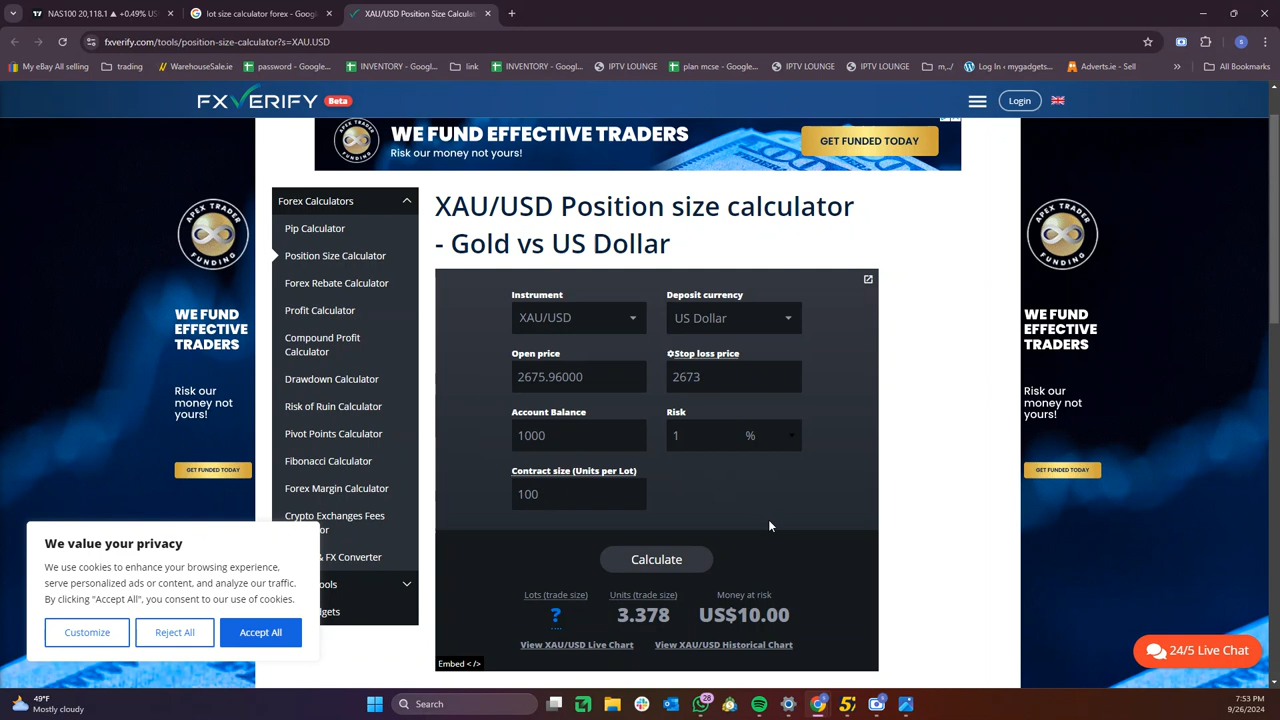 NAS100 20,118.1 ▲ +0.49% US
lot size calculator forex - Goog
XAU/USD Position Size Calculat
fxverify.com/tools/position-size-calculator?s=XAU.USD
My eBay All selling
trading
WarehouseSale.ie
password - Google...
INVENTORY - Googl...
link
INVENTORY - Googl...
IPTV LOUNGE
plan mcse - Googl...
IPTV LOUNGE
IPTV LOUNGE
m,../
Log In ‹ mygadgets...
Adverts.ie - Sell
All Bookmarks
FXVERIFY Beta
Login
APEX TRADER FUNDING
WE FUND EFFECTIVE TRADERS
Risk our money not yours!
GET FUNDED TODAY
APEX TRADER FUNDING
WE FUND
EFFECTIVE
TRADERS
Risk our
money not
yours!
GET FUNDED TODAY
Forex Calculators
Pip Calculator
Position Size Calculator
Forex Rebate Calculator
Profit Calculator
Compound Profit
Calculator
Drawdown Calculator
Risk of Ruin Calculator
Pivot Points Calculator
Fibonacci Calculator
Forex Margin Calculator
Crypto Exchanges Fees
or
& FX Converter
ools
dgets
XAU/USD Position size calculator
- Gold vs US Dollar
Instrument
Deposit currency
XAU/USD
US Dollar
Open price
Stop loss price
2675.96000
2673
Account Balance
Risk
1000
1 %
Contract size (Units per Lot)
100
Calculate
Lots (trade size)
Units (trade size)
Money at risk
?
3.378
US$10.00
View XAU/USD Live Chart
View XAU/USD Historical Chart
Embed </>
APEX TRADER FUNDING
WE FUND
EFFECTIVE
TRADERS
Risk our
money not
yours!
GET FUNDED TODAY
We value your privacy
We use cookies to enhance your browsing experience,
serve personalized ads or content, and analyze our traffic.
By clicking "Accept All", you consent to our use of cookies.
Customize
Reject All
Accept All
24/5 Live Chat
49°F
Mostly cloudy
Search
28
7:53 PM
9/26/2024